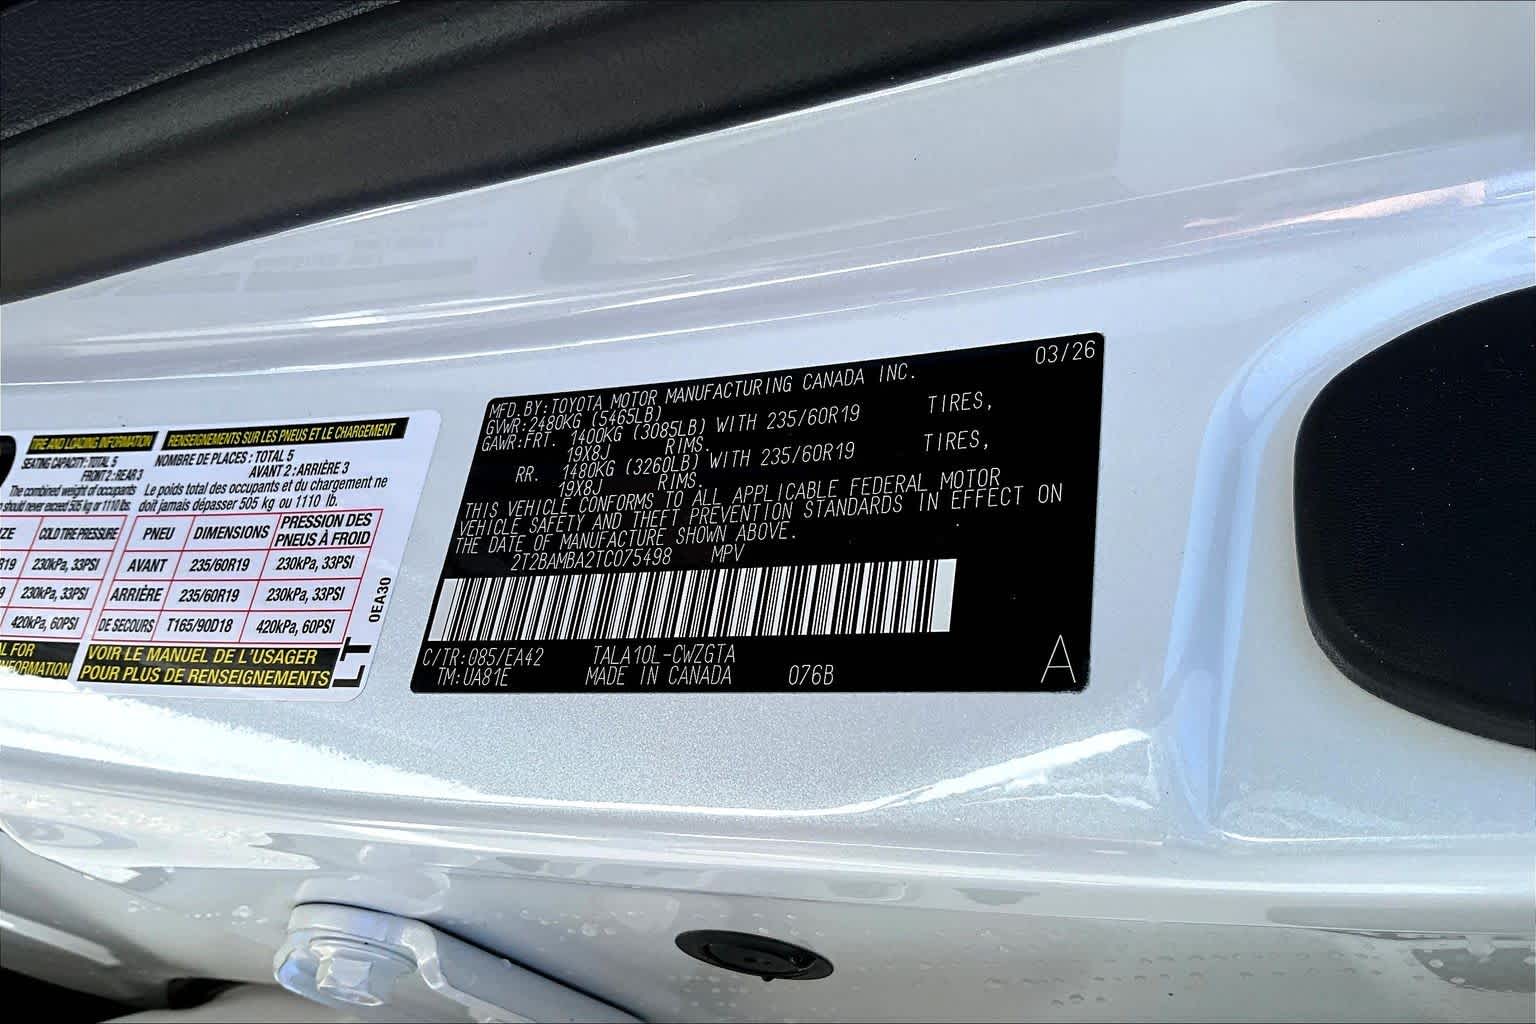 TIRE AND LOADING INFORMATION
SEATING CAPACITY: TOTAL 5
FRONT 2 : REAR 3
The combined weight of occupants
should never exceed 505 kg or 1110 lbs.
COLD TIRE PRESSURE
230kPa, 33PSI
230kPa, 33PSI
420kPa, 60PSI
RENSEIGNEMENTS SUR LES PNEUS ET LE CHARGEMENT
NOMBRE DE PLACES : TOTAL 5
AVANT 2 : ARRIÈRE 3
Le poids total des occupants et du chargement ne
doit jamais dépasser 505 kg ou 1110 lb.
PNEU DIMENSIONS PRESSION DES PNEUS À FROID
AVANT 235/60R19 230kPa, 33PSI
ARRIÈRE 235/60R19 230kPa, 33PSI
DE SECOURS T165/90D18 420kPa, 60PSI
VOIR LE MANUEL DE L'USAGER
POUR PLUS DE RENSEIGNEMENTS
0EA30
03/26
MFD.BY:TOYOTA MOTOR MANUFACTURING CANADA INC.
GVWR:2480KG (5465LB)
GAWR:FRT. 1400KG (3085LB) WITH 235/60R19 TIRES,
19X8J RIMS.
RR. 1480KG (3260LB) WITH 235/60R19 TIRES,
19X8J RIMS.
THIS VEHICLE CONFORMS TO ALL APPLICABLE FEDERAL MOTOR
VEHICLE SAFETY AND THEFT PREVENTION STANDARDS IN EFFECT ON
THE DATE OF MANUFACTURE SHOWN ABOVE.
2T2BAMBA2TC075498 MPV
C/TR:085/EA42 TALA10L-CWZGTA
TM:UA81E MADE IN CANADA 076B A